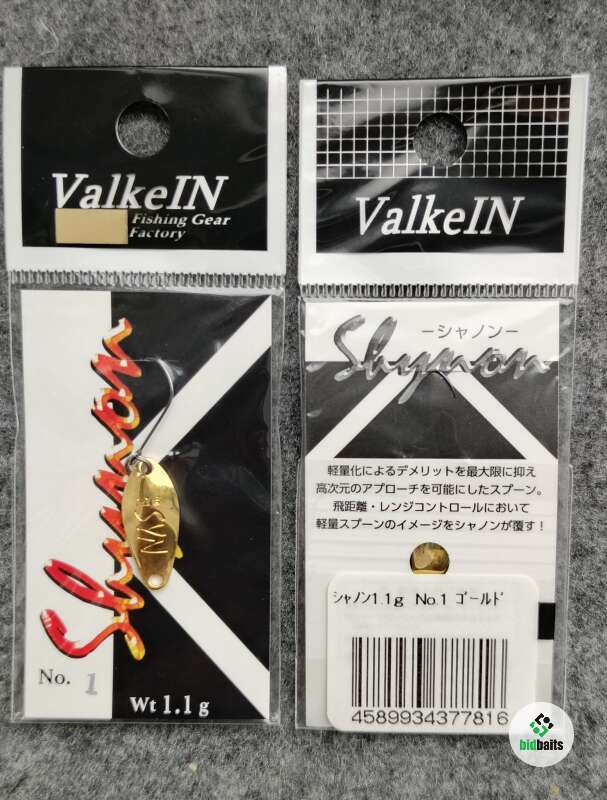 ValkeIN
Fishing Gear
Factory
Shynon
No. 1
Wt 1.1g
ValkeIN
−シャノン−
Shynon
軽量化によるデメリットを最大限に抑え
高次元のアプローチを可能にしたスプーン。
飛距離・レンジコントロールにおいて
軽量スプーンのイメージをシャノンが覆す!
シャノン1.1g No.1 ゴールド
4589934377816
bidbaits